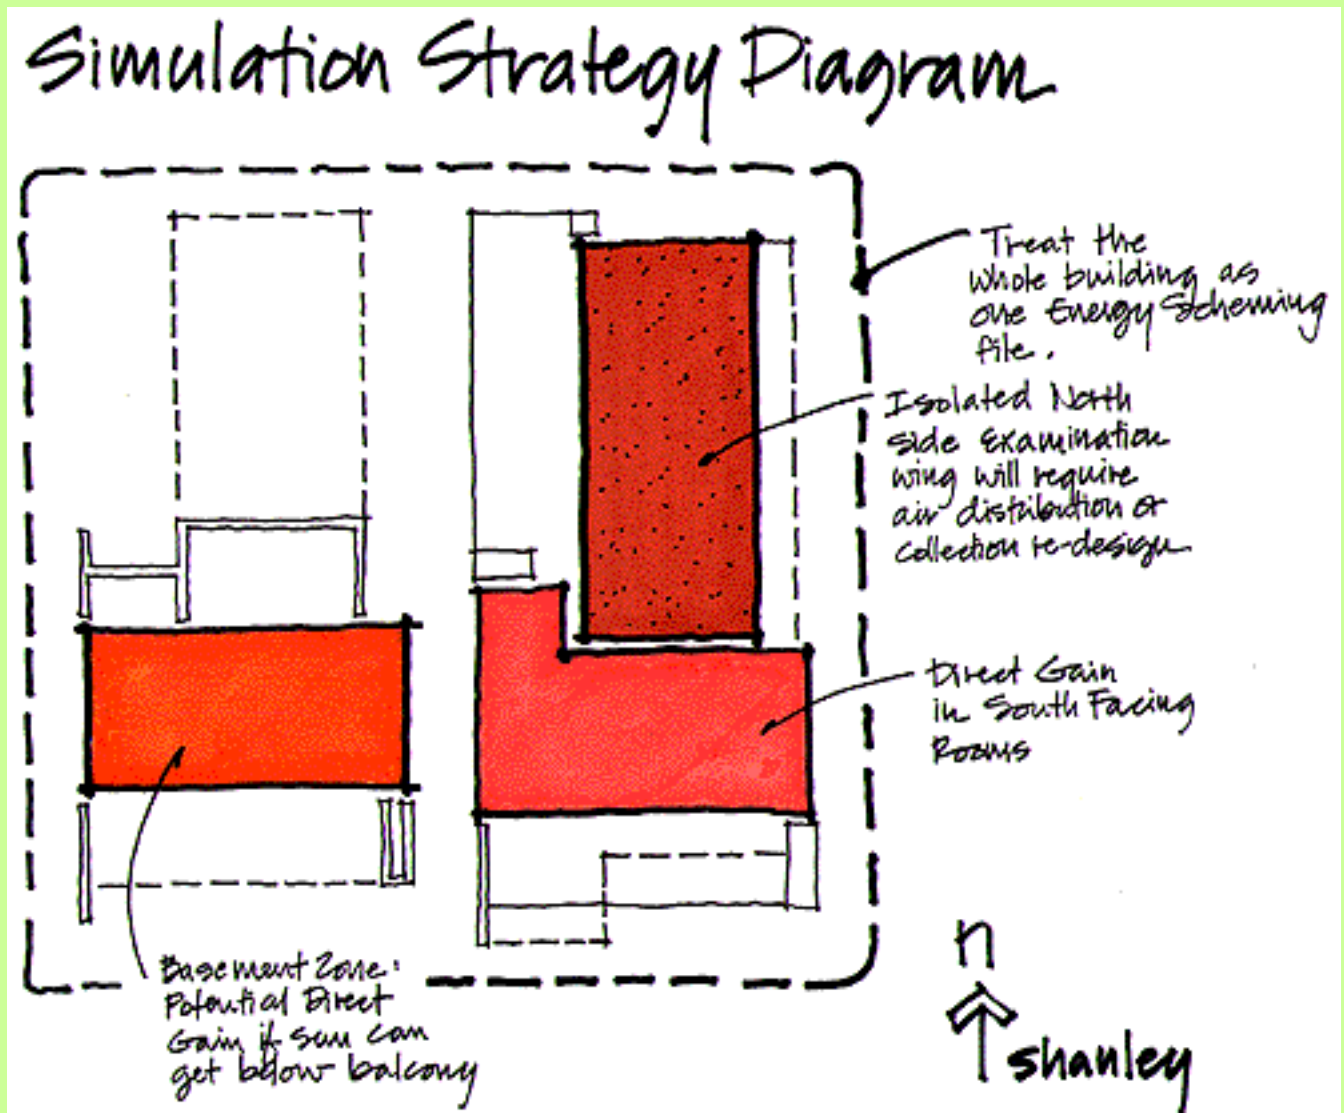 Simulation Strategy Diagram
Treat the
whole building as
one Energy Scheming
file.
Isolated North
side Examination
wing will require
air distribution or
collection re-design
Direct Gain
in South Facing
Rooms
Basement Zone:
Potential Direct
Gain if sun can
get below balcony
n
shanley